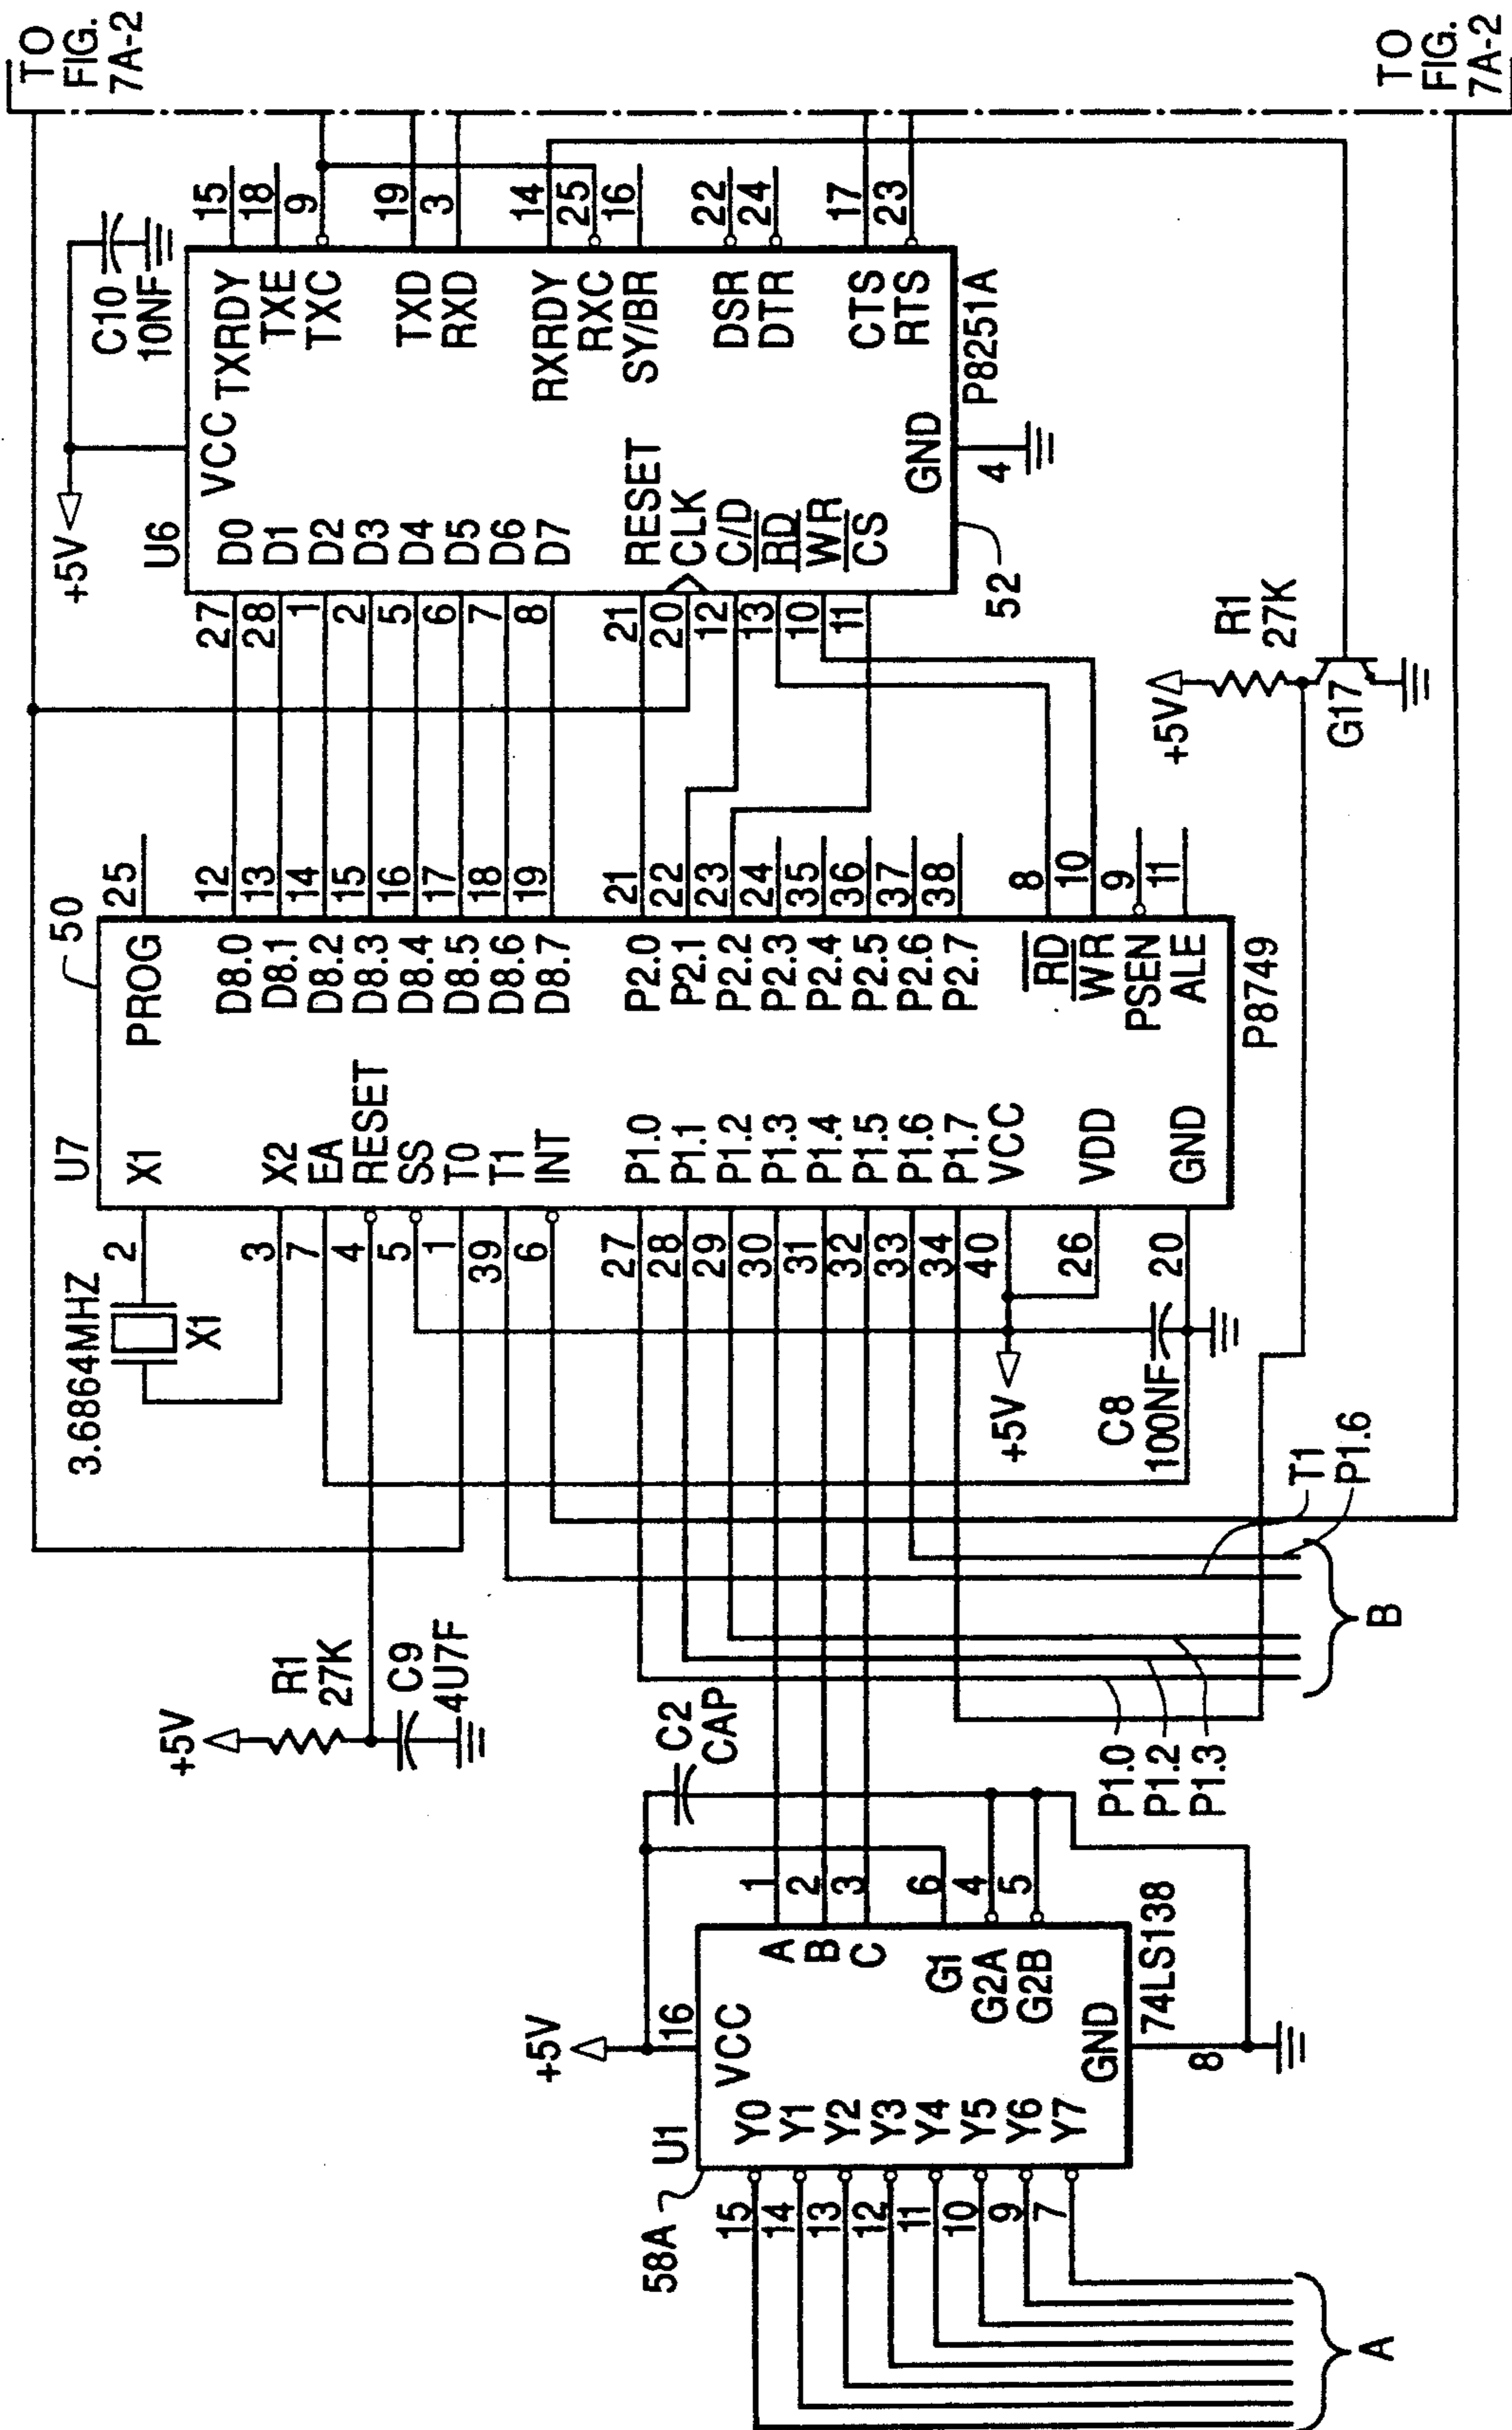 TO
FIG.
7A-2
TO
FIG.
7A-2
58A
U1
VCC
16
+5V
Y0
Y1
Y2
Y3
Y4
Y5
Y6
Y7
15
14
13
12
11
10
9
7
A
B
C
G1
G2A
G2B
1
2
3
6
4
5
GND
8
74LS138
A
C2
CAP
+5V
R1
27K
C9
4U7F
P1.0
P1.2
P1.3
T1
P1.6
B
3.6864MHZ
X1
U7
50
X1
X2
EA
RESET
SS
T0
T1
INT
2
3
7
4
5
1
39
6
P1.0
P1.1
P1.2
P1.3
P1.4
P1.5
P1.6
P1.7
VCC
VDD
GND
27
28
29
30
31
32
33
34
40
26
20
+5V
C8
100NF
PROG
D8.0
D8.1
D8.2
D8.3
D8.4
D8.5
D8.6
D8.7
25
12
13
14
15
16
17
18
19
P2.0
P2.1
P2.2
P2.3
P2.4
P2.5
P2.6
P2.7
21
22
23
24
35
36
37
38
RD
WR
PSEN
ALE
8
10
9
11
P8749
+5V
R1
27K
G17
+5V
C10
10NF
U6
VCC
D0
D1
D2
D3
D4
D5
D6
D7
27
28
1
2
5
6
7
8
RESET
CLK
C/D
RD
WR
CS
21
20
12
13
10
11
TXRDY
TXE
TXC
TXD
RXD
RXRDY
RXC
SY/BR
DSR
DTR
CTS
RTS
15
18
9
19
3
14
25
16
22
24
17
23
GND
4
P8251A
52